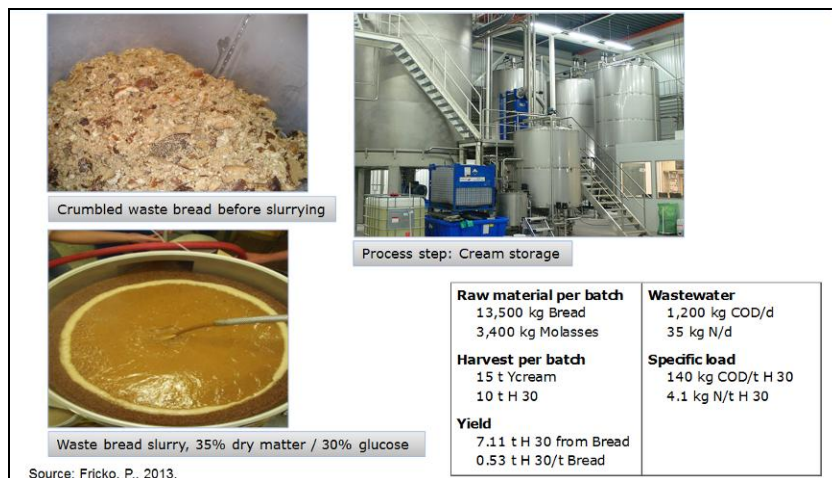 Crumbled waste bread before slurrying
Process step: Cream storage
Waste bread slurry, 35% dry matter / 30% glucose
Raw material per batch
13,500 kg Bread
3,400 kg Molasses
Harvest per batch
15 t Ycream
10 t H 30
Yield
7.11 t H 30 from Bread
0.53 t H 30/t Bread
Wastewater
1,200 kg COD/d
35 kg N/d
Specific load
140 kg COD/t H 30
4.1 kg N/t H 30
Source: Fricko, P., 2013.